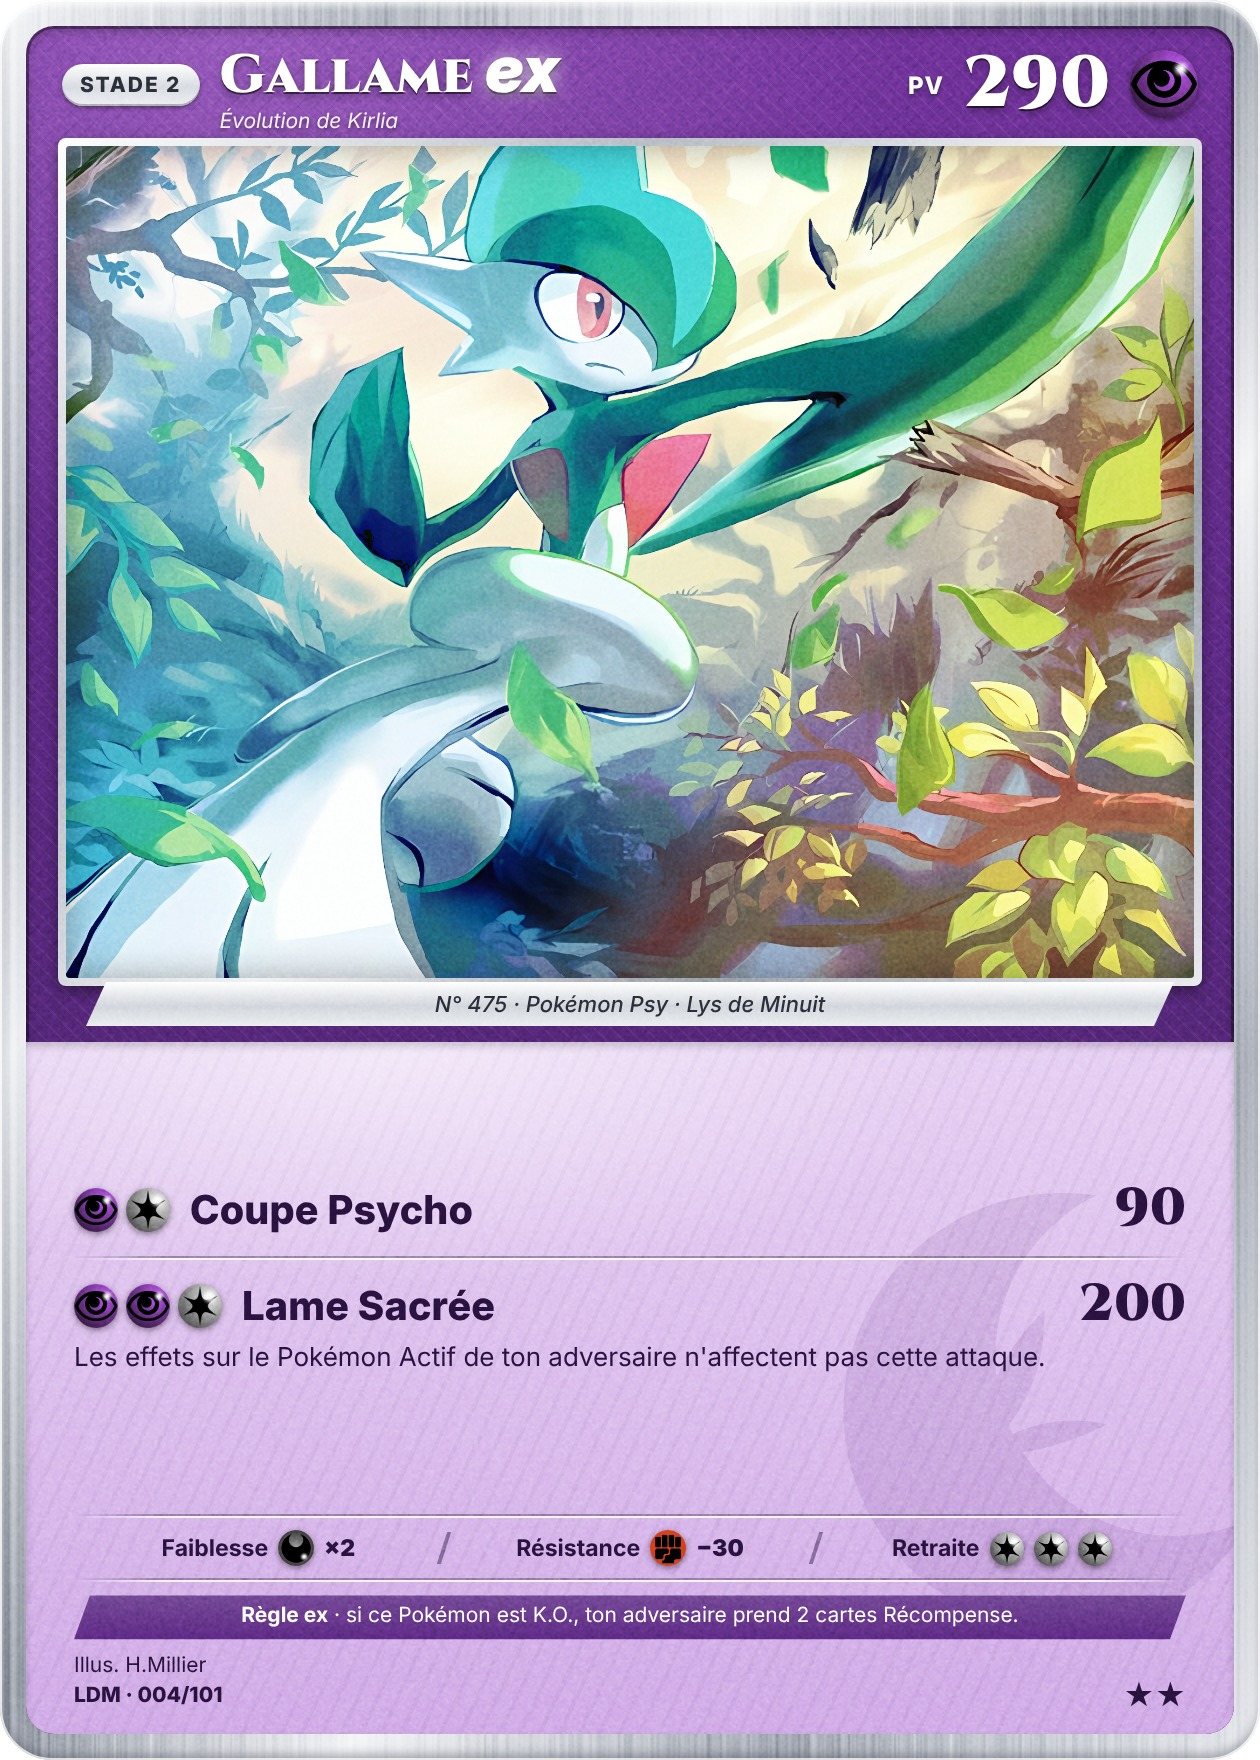 STADE 2
Gallame ex
PV 290
Évolution de Kirlia
N° 475 · Pokémon Psy · Lys de Minuit
Coupe Psycho 90
Lame Sacrée 200
Les effets sur le Pokémon Actif de ton adversaire n'affectent pas cette attaque.
Faiblesse ×2 / Résistance −30 / Retraite
Règle ex · si ce Pokémon est K.O., ton adversaire prend 2 cartes Récompense.
Illus. H.Millier
LDM · 004/101